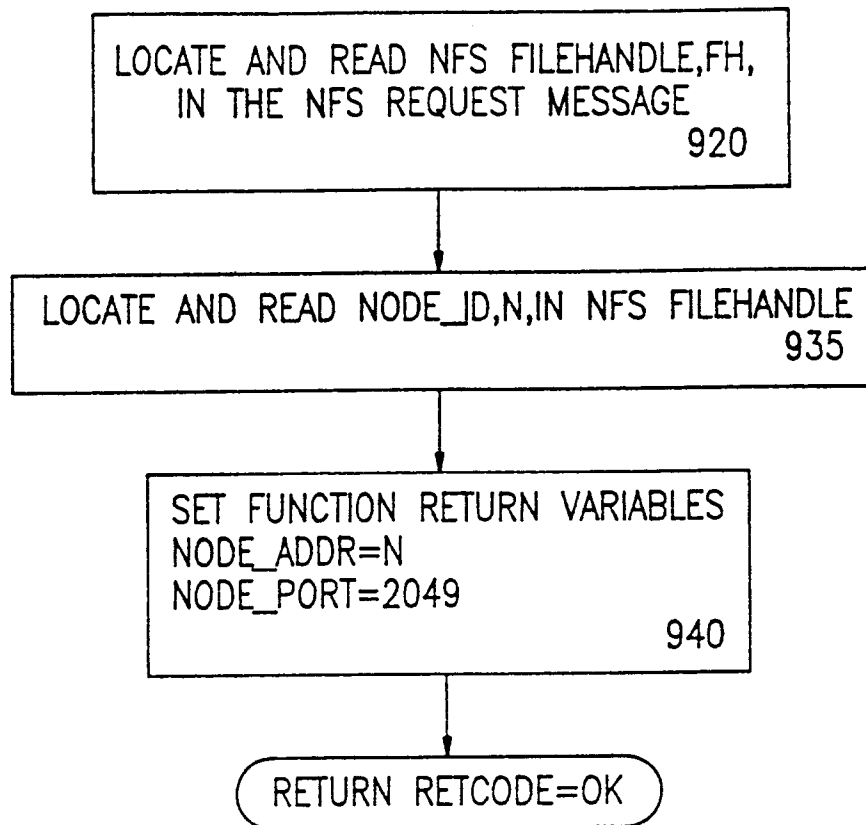 LOCATE AND READ NFS FILEHANDLE,FH,
IN THE NFS REQUEST MESSAGE
920
LOCATE AND READ NODE_ID,N,IN NFS FILEHANDLE
935
SET FUNCTION RETURN VARIABLES
NODE_ADDR=N
NODE_PORT=2049
940
RETURN RETCODE=OK